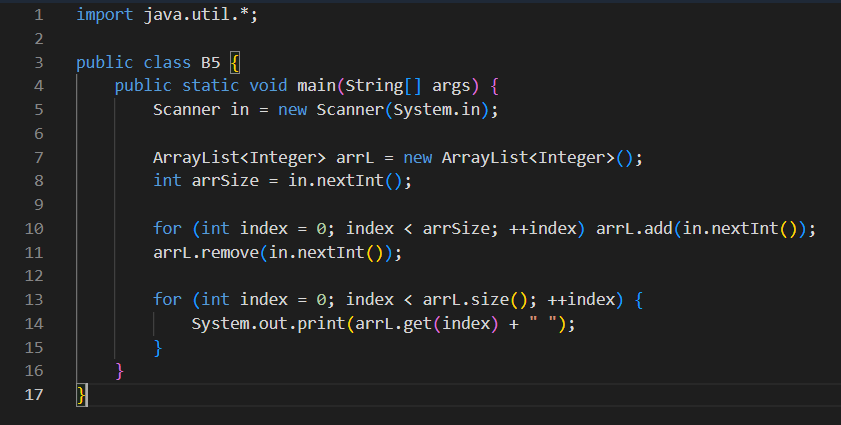 1 import java.util.*;
2
3 public class B5 {
4     public static void main(String[] args) {
5         Scanner in = new Scanner(System.in);
6
7         ArrayList<Integer> arrL = new ArrayList<Integer>();
8         int arrSize = in.nextInt();
9
10         for (int index = 0; index < arrSize; ++index) arrL.add(in.nextInt());
11         arrL.remove(in.nextInt());
12
13         for (int index = 0; index < arrL.size(); ++index) {
14             System.out.print(arrL.get(index) + " ");
15         }
16     }
17 }